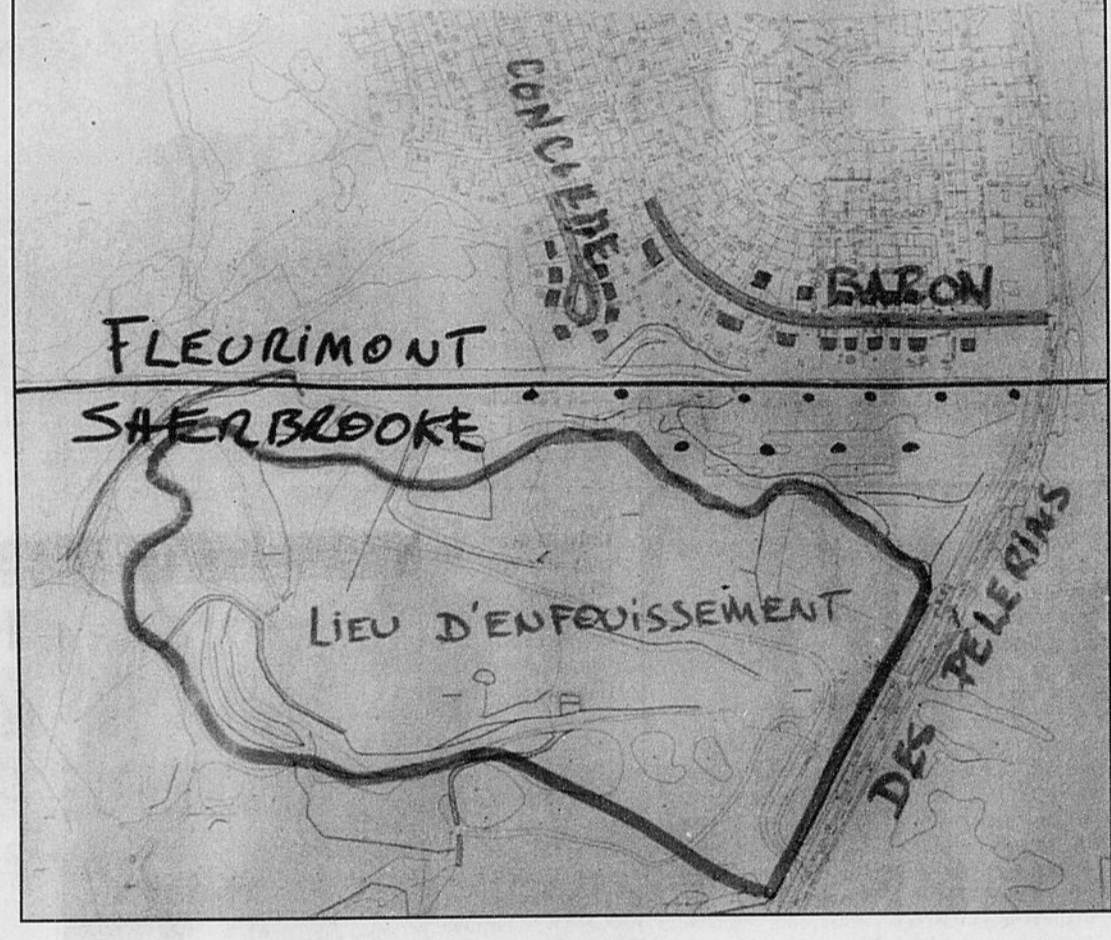 CONCORDE
BARON
FLEURIMONT
SHERBROOKE
LIEU D'ENFOUISSEMENT
DES PÈLERINS